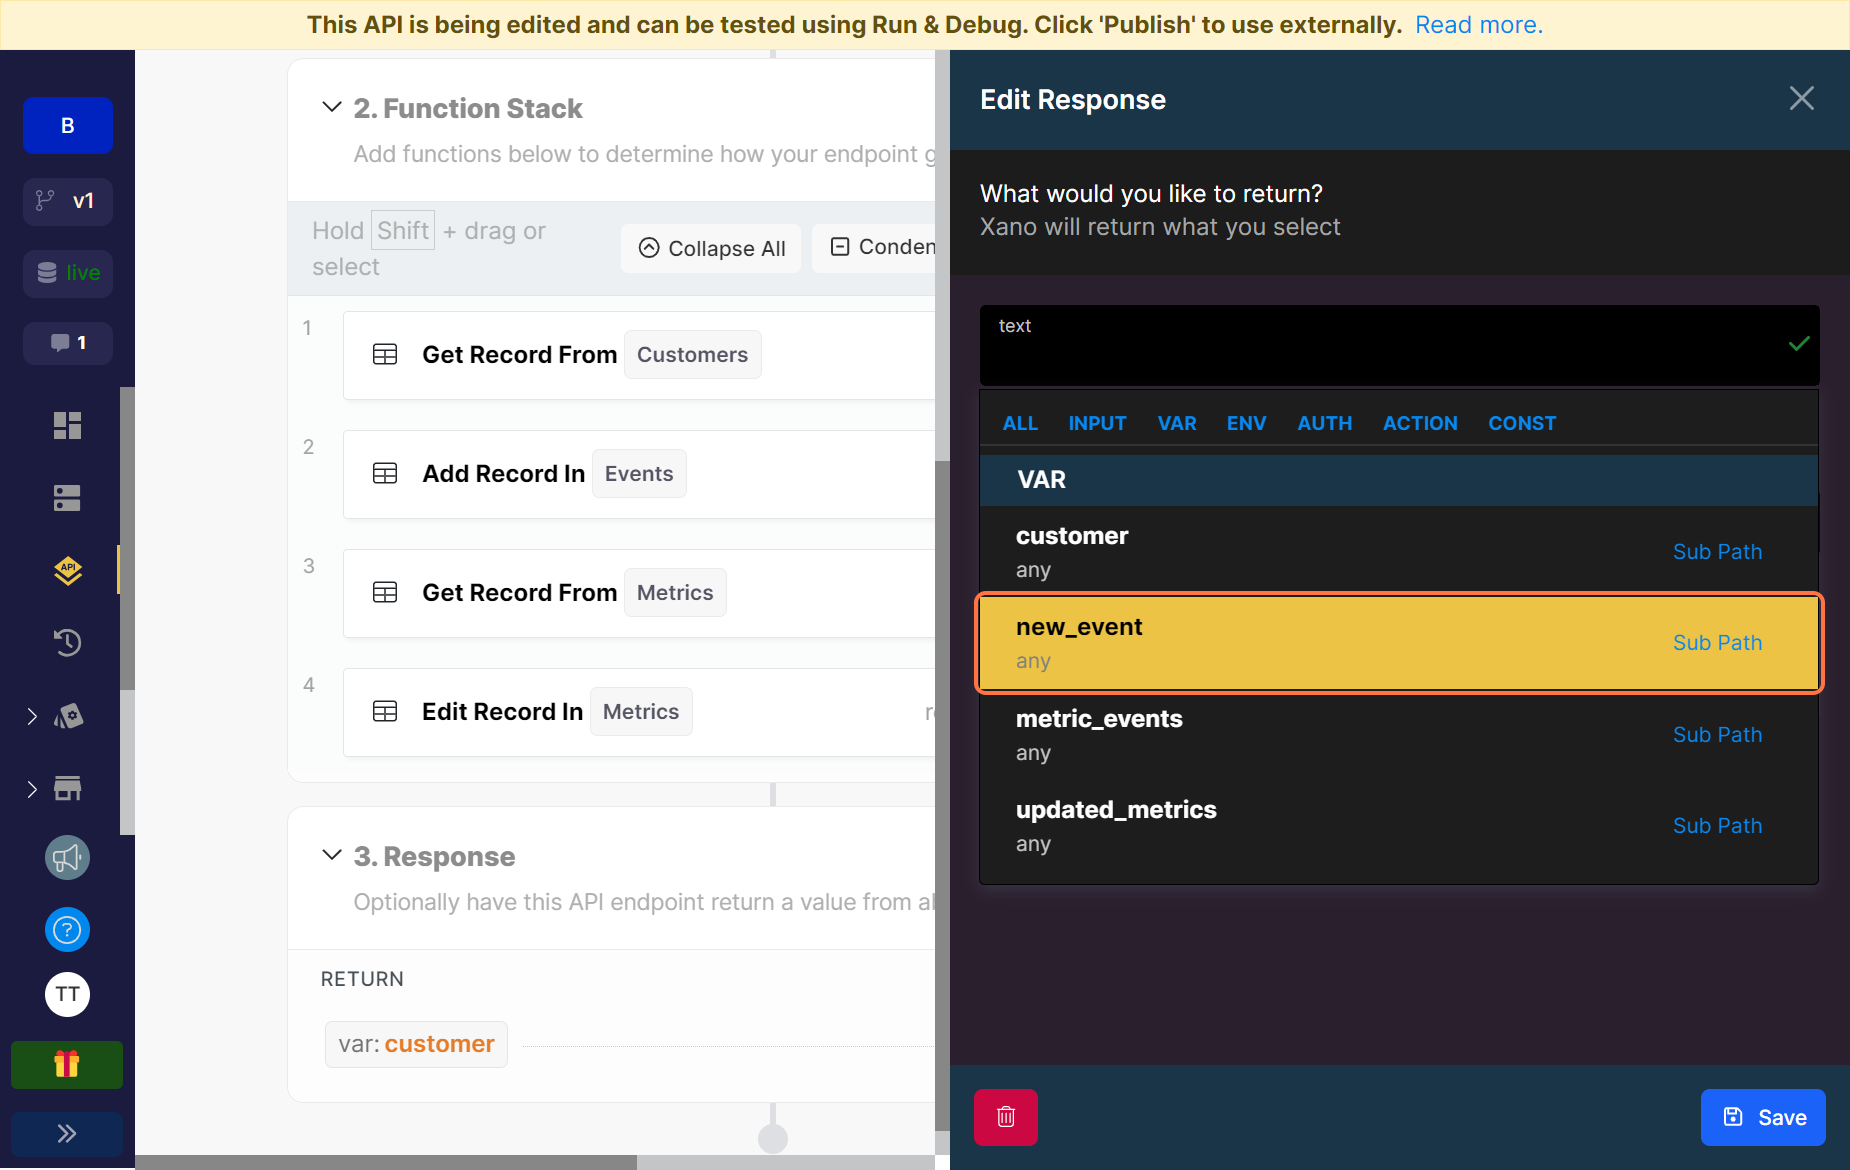 This API is being edited and can be tested using Run & Debug. Click 'Publish' to use externally. Read more.
B
v1
live
1
API
?
TT
2. Function Stack
Add functions below to determine how your endpoint g
Hold Shift + drag or
select
Collapse All
Conden
1
Get Record From Customers
2
Add Record In Events
3
Get Record From Metrics
4
Edit Record In Metrics
3. Response
Optionally have this API endpoint return a value from
RETURN
var: customer
Edit Response
What would you like to return?
Xano will return what you select
text
ALL INPUT VAR ENV AUTH ACTION CONST
VAR
customer
any
Sub Path
new_event
any
Sub Path
metric_events
any
Sub Path
updated_metrics
any
Sub Path
Save